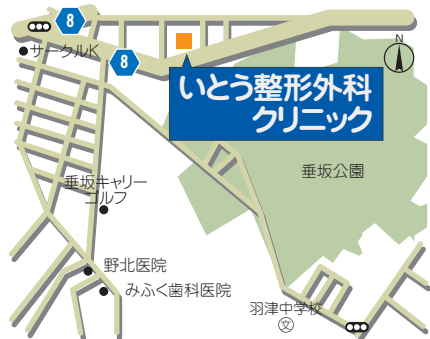 8
サークルK
8
N
いとう整形外科
クリニック
垂坂公園
垂坂キャリー
ゴルフ
野北医院
みふく歯科医院
羽津中学校
文